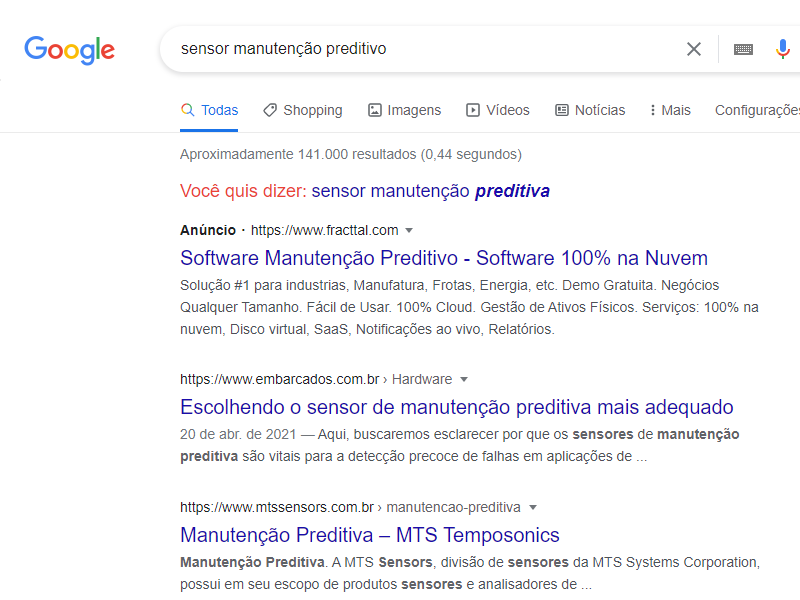 Google
sensor manutenção preditivo
Todas Shopping Imagens Vídeos Notícias Mais Configurações
Aproximadamente 141.000 resultados (0,44 segundos)
Você quis dizer: sensor manutenção preditiva
Anúncio · https://www.fracttal.com
Software Manutenção Preditivo - Software 100% na Nuvem
Solução #1 para industrias, Manufatura, Frotas, Energia, etc. Demo Gratuita. Negócios
Qualquer Tamanho. Fácil de Usar. 100% Cloud. Gestão de Ativos Físicos. Serviços: 100% na
nuvem, Disco virtual, SaaS, Notificações ao vivo, Relatórios.
https://www.embarcados.com.br › Hardware
Escolhendo o sensor de manutenção preditiva mais adequado
20 de abr. de 2021 — Aqui, buscaremos esclarecer por que os sensores de manutenção
preditiva são vitais para a detecção precoce de falhas em aplicações de ...
https://www.mtssensors.com.br › manutencao-preditiva
Manutenção Preditiva – MTS Temposonics
Manutenção Preditiva. A MTS Sensors, divisão de sensores da MTS Systems Corporation,
possui em seu escopo de produtos sensores e analisadores de ...